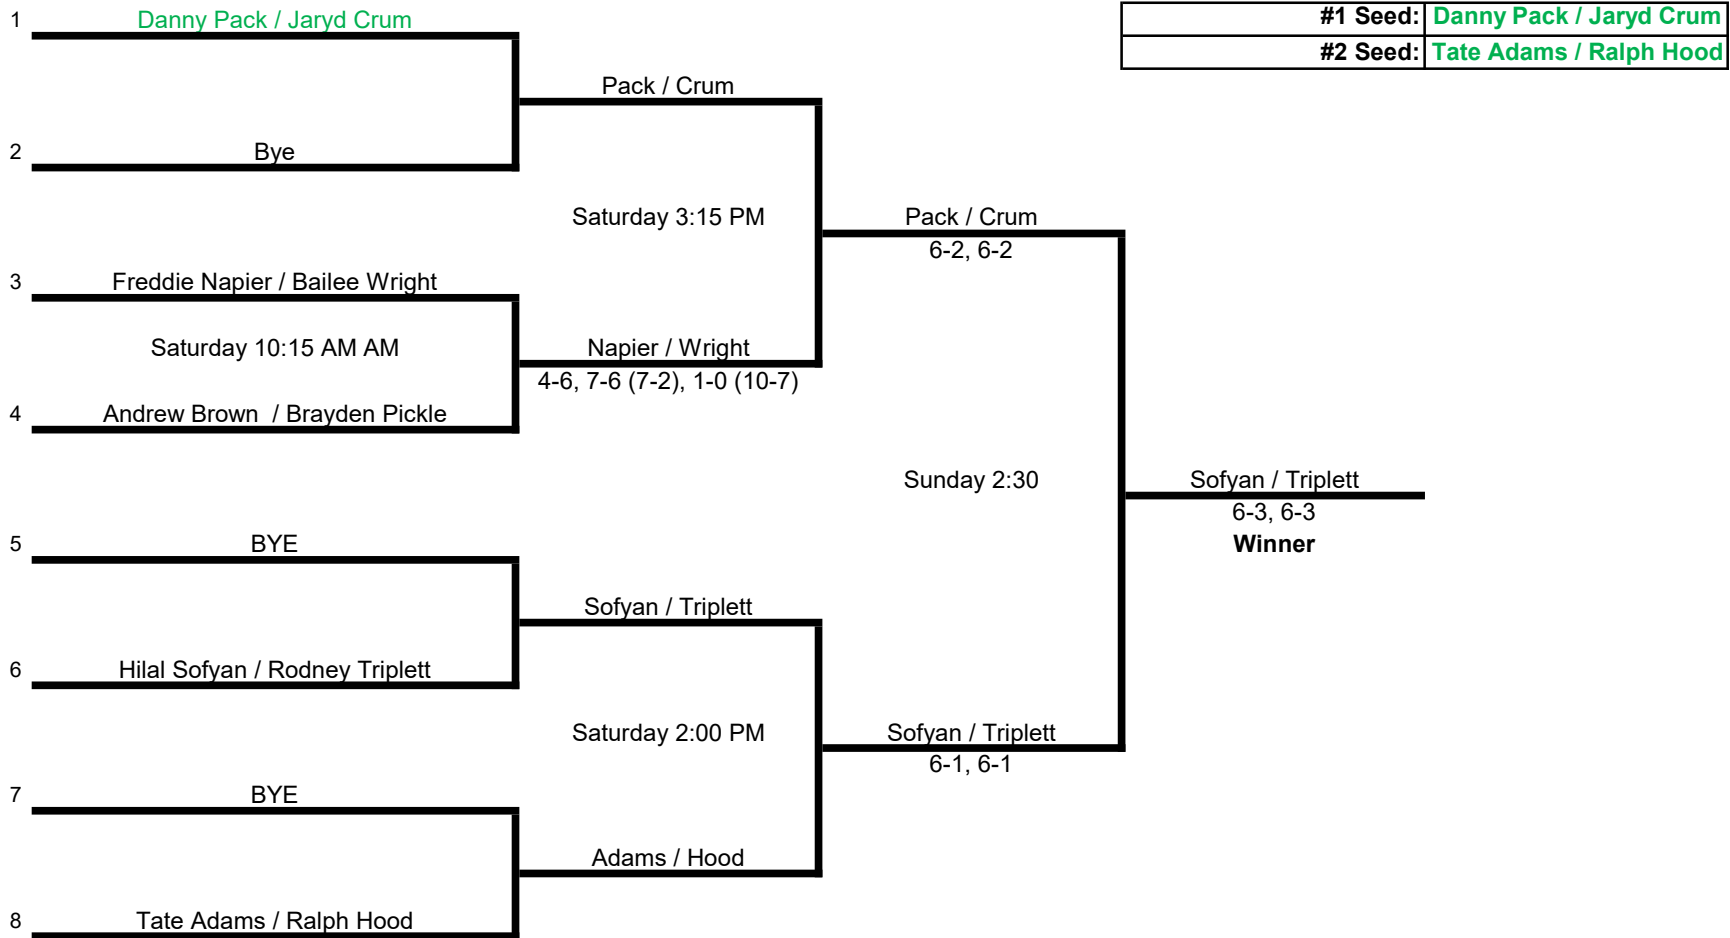 1 Danny Pack / Jaryd Crum
#1 Seed: Danny Pack / Jaryd Crum
#2 Seed: Tate Adams / Ralph Hood
Pack / Crum
2 Bye
Saturday 3:15 PM
Pack / Crum
6-2, 6-2
3 Freddie Napier / Bailee Wright
Saturday 10:15 AM AM
Napier / Wright
4-6, 7-6 (7-2), 1-0 (10-7)
4 Andrew Brown  / Brayden Pickle
Sunday 2:30
Sofyan / Triplett
6-3, 6-3
Winner
5 BYE
Sofyan / Triplett
6 Hilal Sofyan / Rodney Triplett
Saturday 2:00 PM
Sofyan / Triplett
6-1, 6-1
7 BYE
Adams / Hood
8 Tate Adams / Ralph Hood